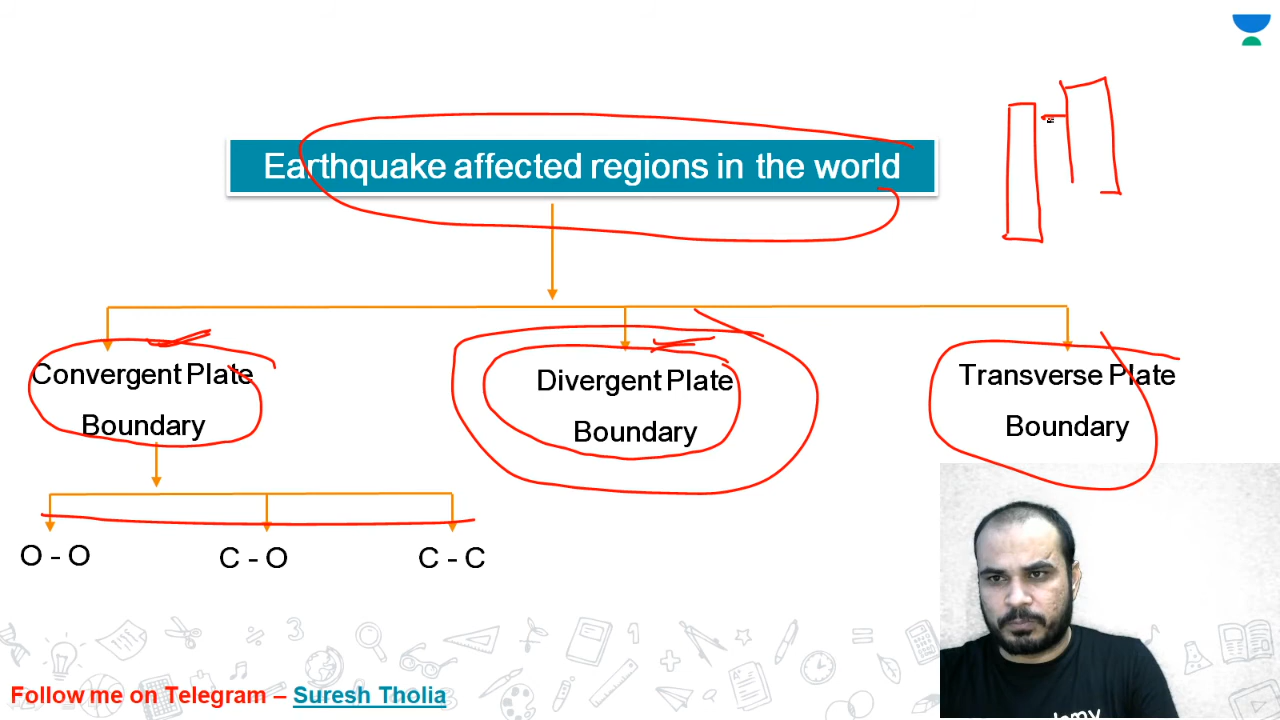 Earthquake affected regions in the world
Convergent Plate
Boundary
Divergent Plate
Boundary
Transverse Plate
Boundary
O - O
C - O
C - C
Follow me on Telegram – Suresh Tholia